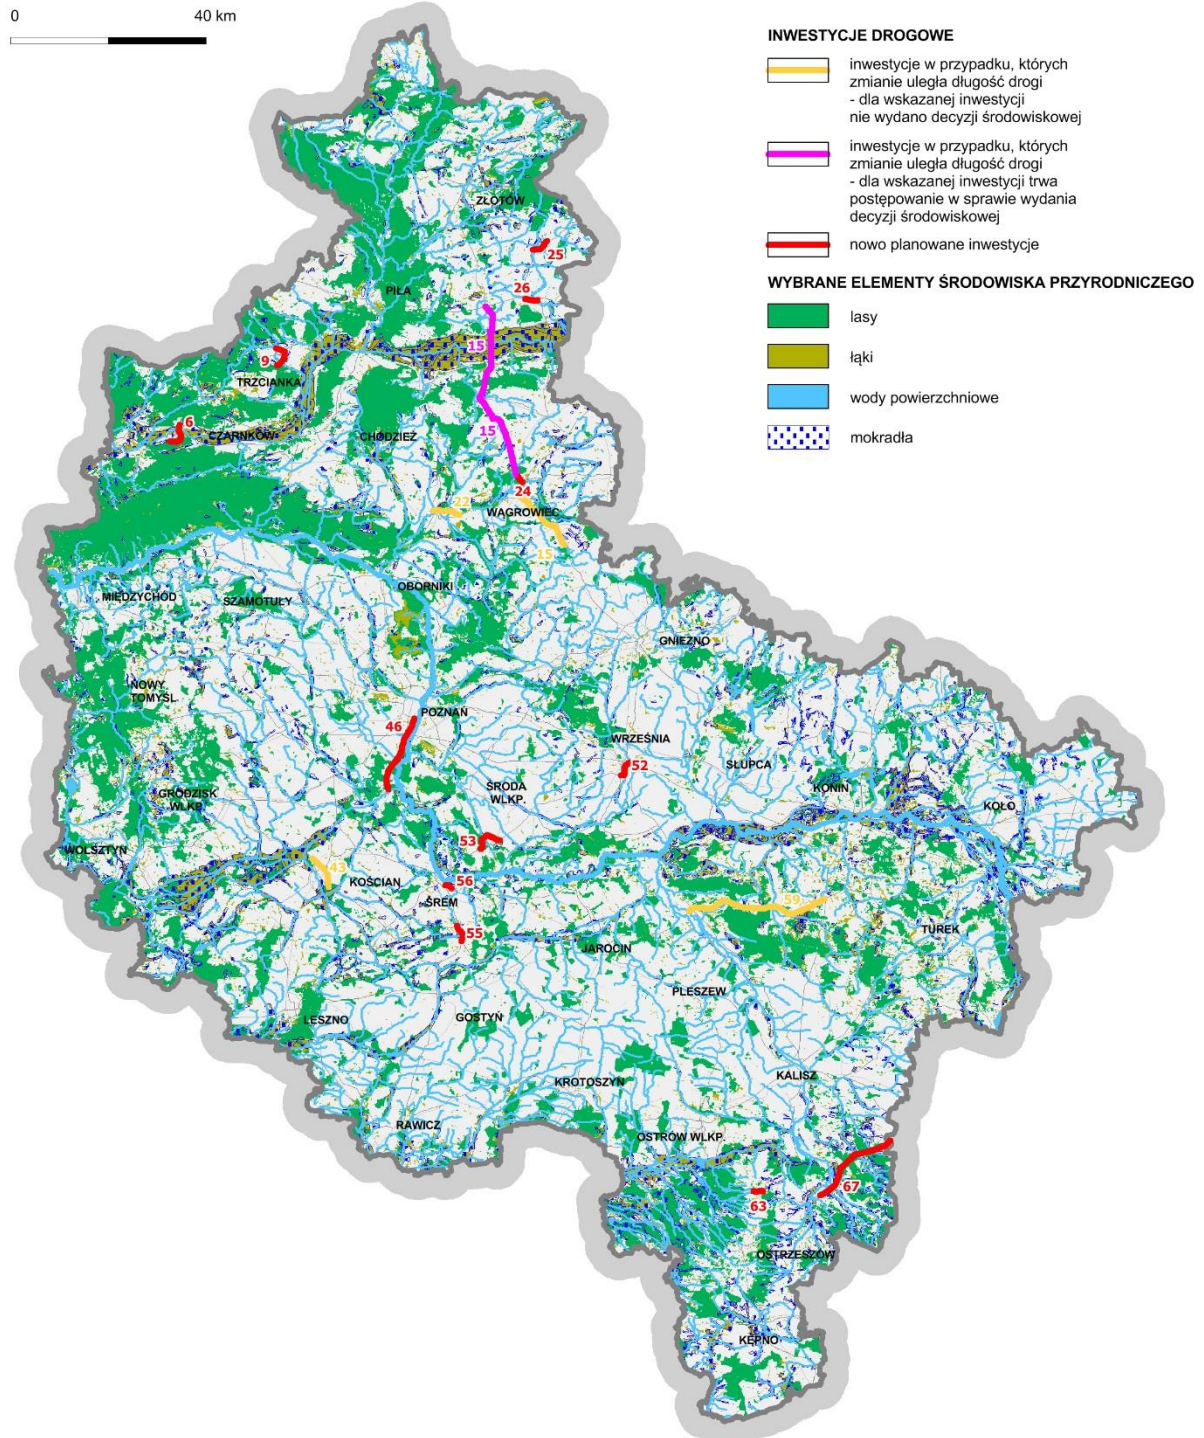 0 40 km
INWESTYCJE DROGOWE
inwestycje w przypadku, których
zmianie uległa długość drogi
- dla wskazanej inwestycji
nie wydano decyzji środowiskowej
inwestycje w przypadku, których
zmianie uległa długość drogi
- dla wskazanej inwestycji trwa
postępowanie w sprawie wydania
decyzji środowiskowej
nowo planowane inwestycje
WYBRANE ELEMENTY ŚRODOWISKA PRZYRODNICZEGO
lasy
łąki
wody powierzchniowe
mokradła
ZŁOTÓW
25
26
PIŁA
15
9
TRZCIANKA
6
CZARNKÓW
CHODZIEŻ
15
24
22
WĄGROWIEC
15
OBORNIKI
MIĘDZYCHÓD
SZAMOTUŁY
GNIEZNO
NOWY
TOMYŚL
POZNAŃ
46
WRZEŚNIA
52
SŁUPCA
ŚRODA
WLKP.
KONIN
GRODZISK
WLKP.
KOŁO
53
WOLSZTYN
43
KOŚCIAN
56
ŚREM
59
55
TUREK
JAROCIN
PLESZEW
LESZNO
GOSTYŃ
KALISZ
KROTOSZYN
RAWICZ
OSTRÓW WLKP.
67
63
OSTRZESZÓW
KĘPNO